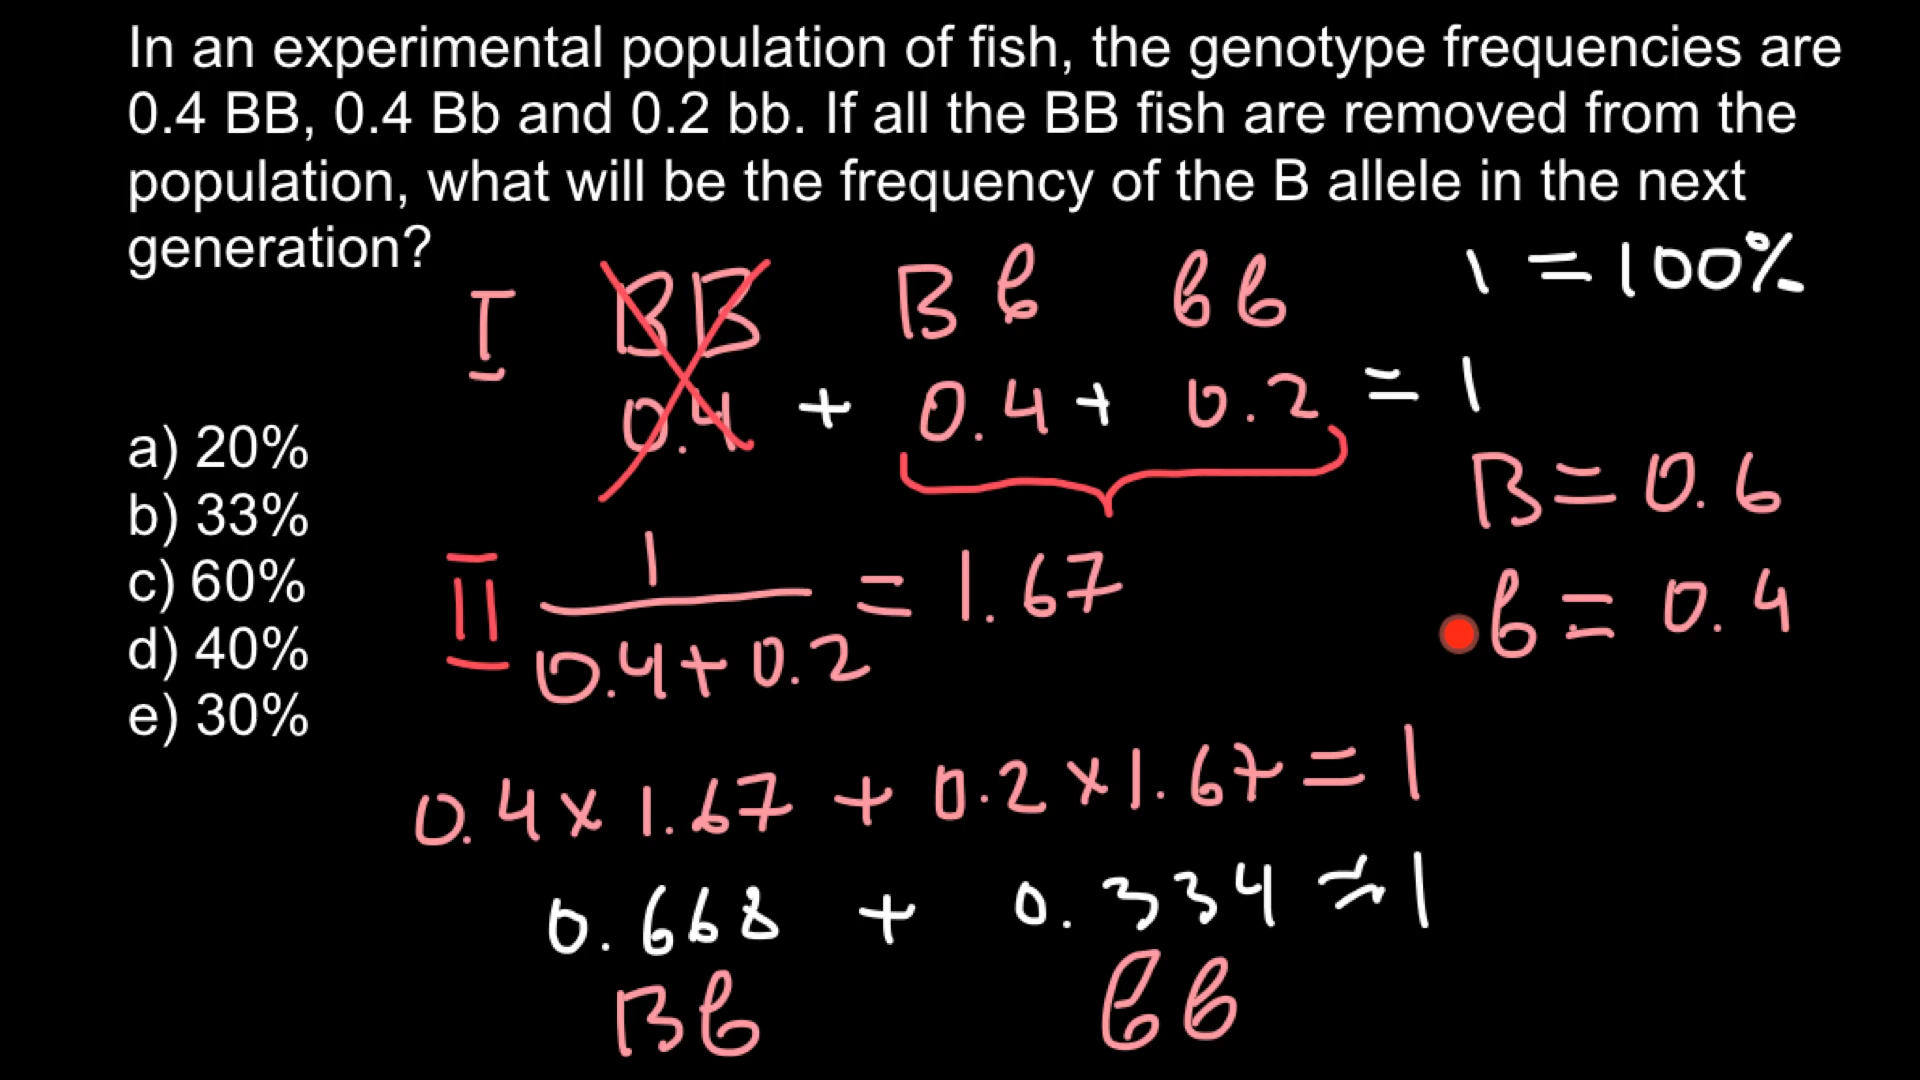 In an experimental population of fish, the genotype frequencies are
0.4 BB, 0.4 Bb and 0.2 bb. If all the BB fish are removed from the
population, what will be the frequency of the B allele in the next
generation?
1 = 100%
I BB Bb bb
0.4 + 0.4 + 0.2 = 1
a) 20%
b) 33%
c) 60%
d) 40%
e) 30%
B = 0.6
b = 0.4
II 1
0.4+0.2
= 1.67
0.4 x 1.67 + 0.2 x 1.67 = 1
0.668 + 0.334 ≈ 1
Bb bb